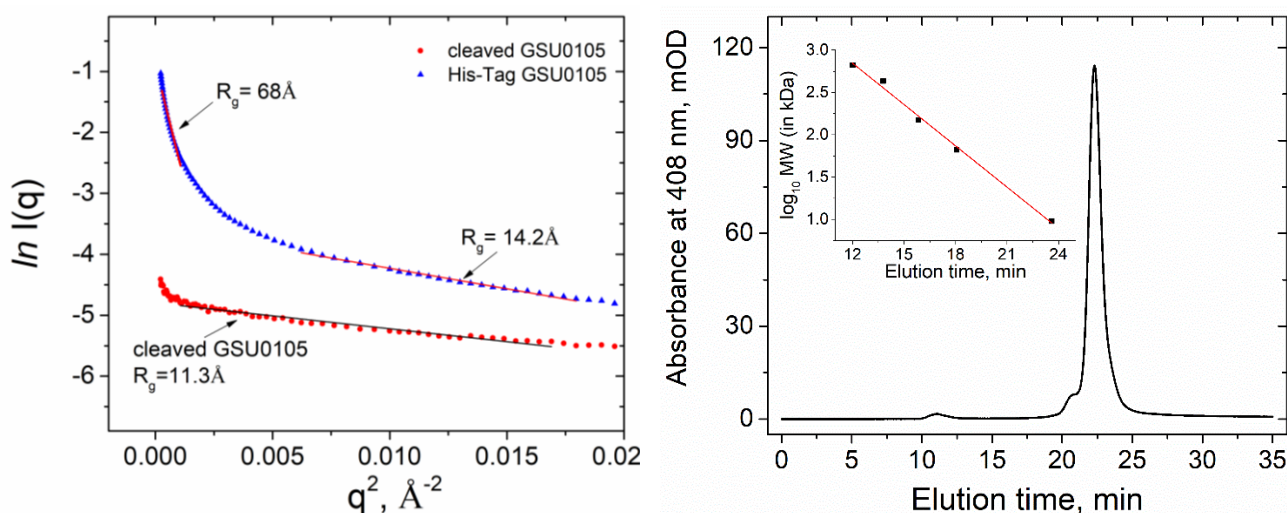 cleaved GSU0105
His-Tag GSU0105
R_g = 68Å
R_g = 14.2Å
cleaved GSU0105
R_g=11.3Å
ln I(q)
-1
-2
-3
-4
-5
-6
0.000
0.005
0.010
0.015
0.02
q², Å⁻²
Absorbance at 408 nm, mOD
120
90
60
30
0
0
5
10
15
20
25
30
35
Elution time, min
log₁₀ MW (in kDa)
3.0
2.5
2.0
1.5
1.0
12
15
18
21
24
Elution time, min